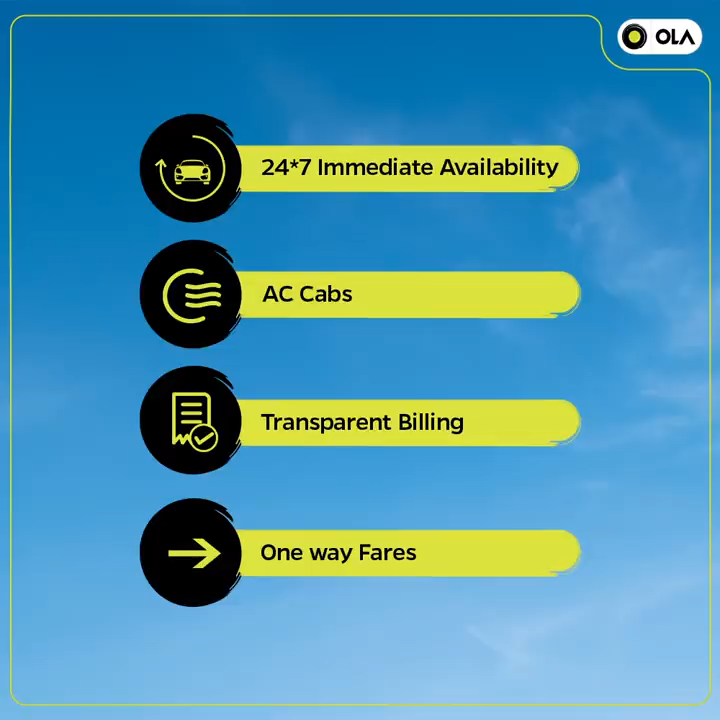 OLA
24*7 Immediate Availability
AC Cabs
Transparent Billing
One way Fares